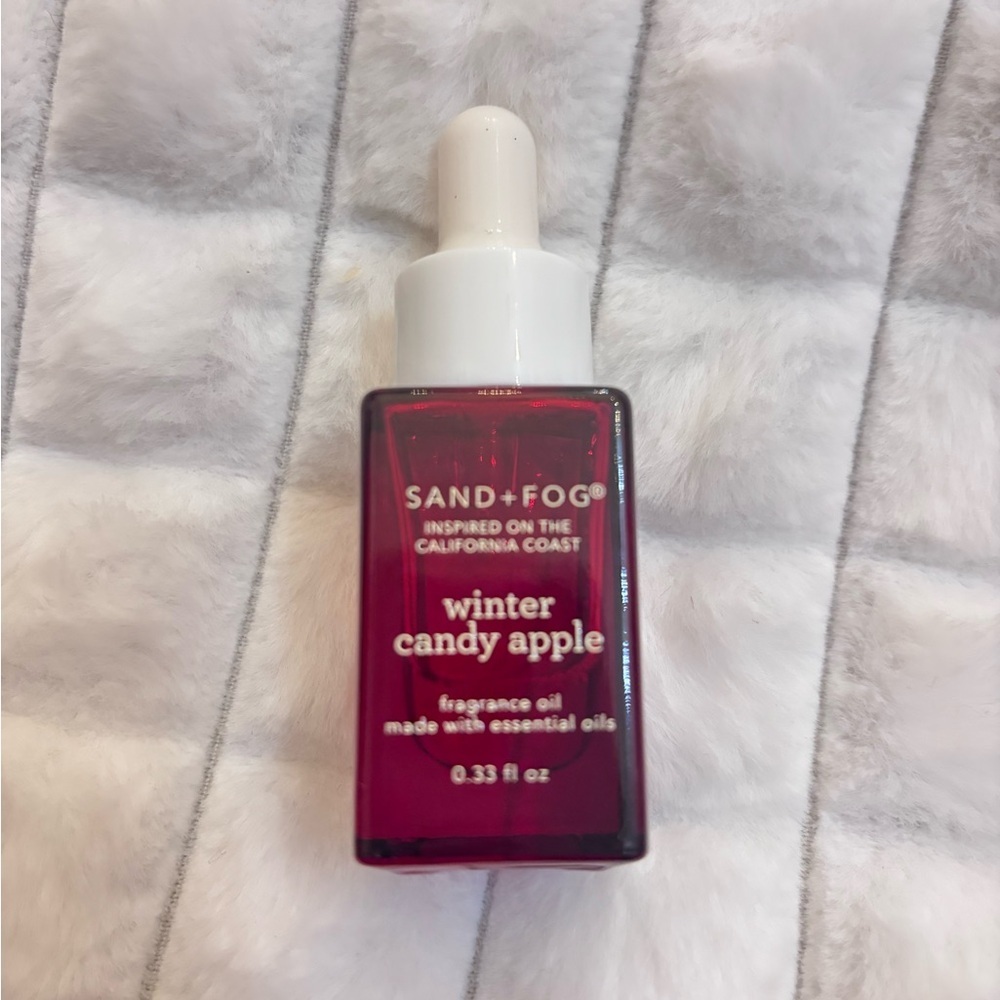 SAND+FOG®
INSPIRED ON THE
CALIFORNIA COAST
winter
candy apple
fragrance oil
made with essential oils
0.33 fl oz